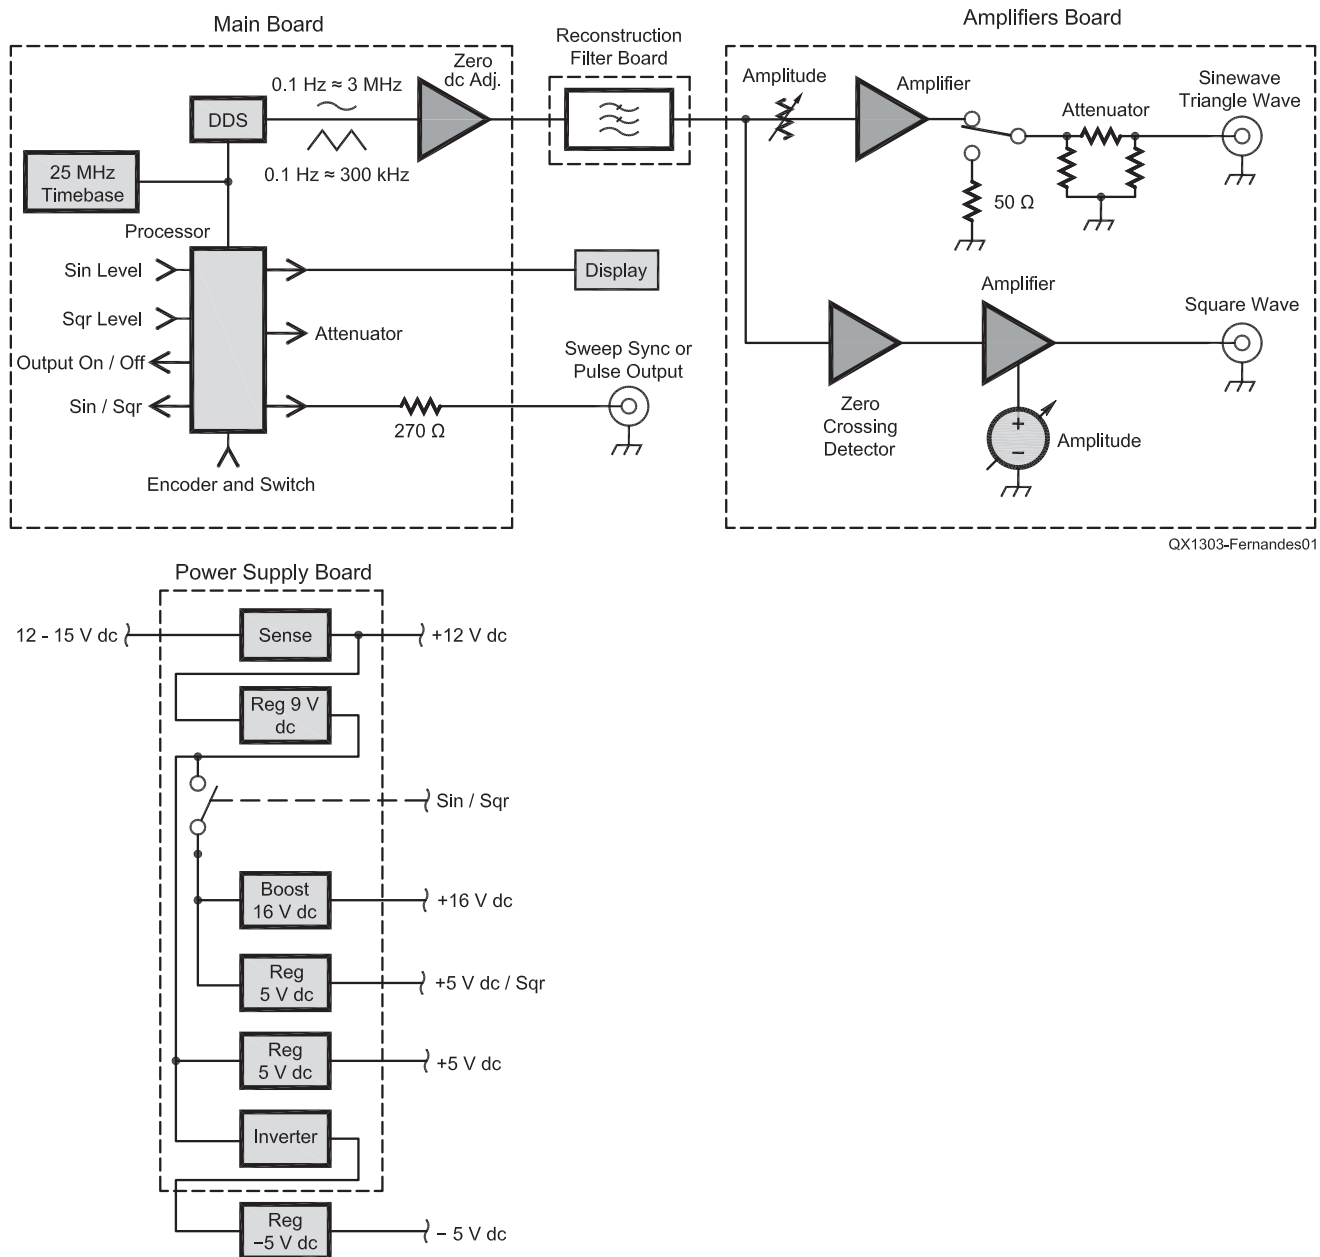 Main Board
Amplifiers Board
Reconstruction
Filter Board
Zero
dc Adj.
0.1 Hz ≈ 3 MHz
DDS
0.1 Hz ≈ 300 kHz
25 MHz
Timebase
Processor
Sin Level
Sqr Level
Output On / Off
Sin / Sqr
Encoder and Switch
Attenuator
270 Ω
Display
Sweep Sync or
Pulse Output
Amplitude
Amplifier
Attenuator
Sinewave
Triangle Wave
50 Ω
Amplifier
Square Wave
Zero
Crossing
Detector
+
−
Amplitude
QX1303-Fernandes01
Power Supply Board
12 - 15 V dc
Sense
+12 V dc
Reg 9 V
dc
Sin / Sqr
Boost
16 V dc
+16 V dc
Reg
5 V dc
+5 V dc / Sqr
Reg
5 V dc
+5 V dc
Inverter
Reg
−5 V dc
− 5 V dc